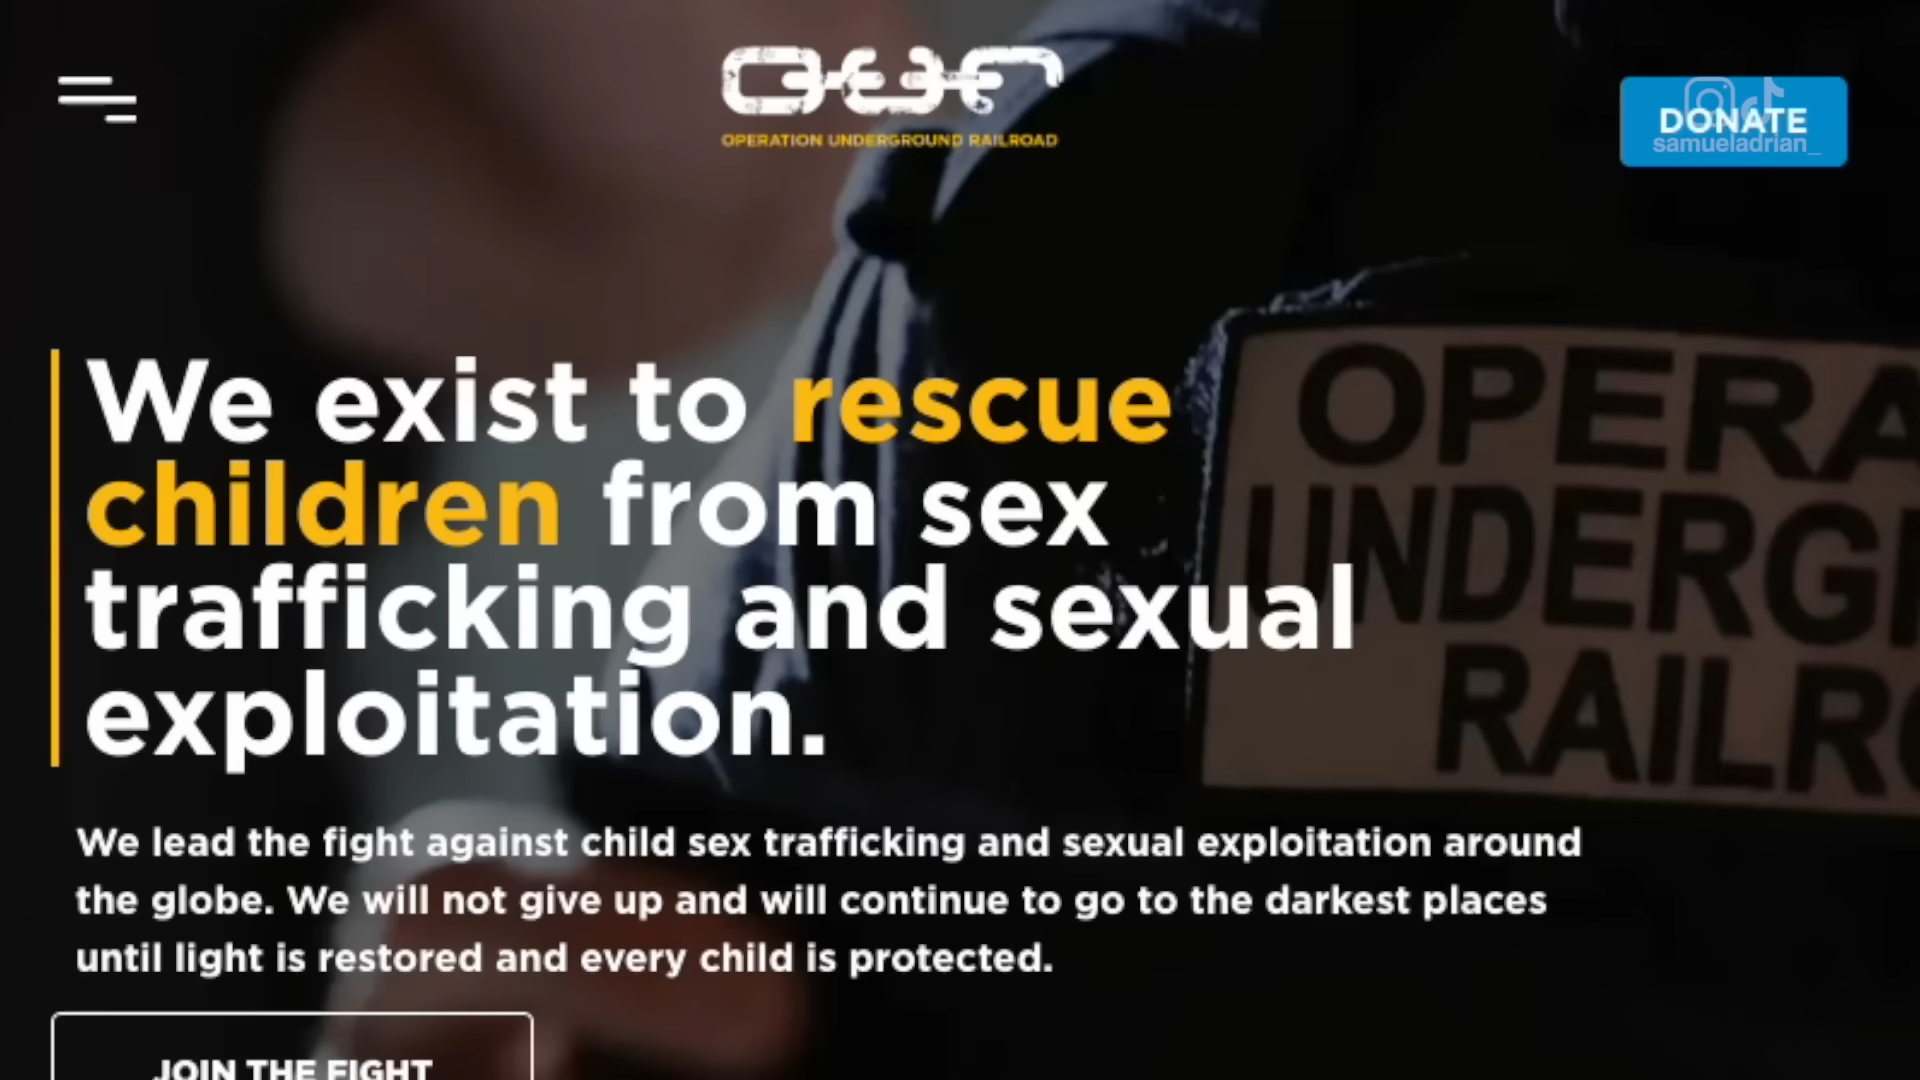 OUR
OPERATION UNDERGROUND RAILROAD
DONATE
samueladrian_
We exist to rescue
children from sex
trafficking and sexual
exploitation.
OPERA
UNDERG
RAILR
We lead the fight against child sex trafficking and sexual exploitation around
the globe. We will not give up and will continue to go to the darkest places
until light is restored and every child is protected.
JOIN THE FIGHT